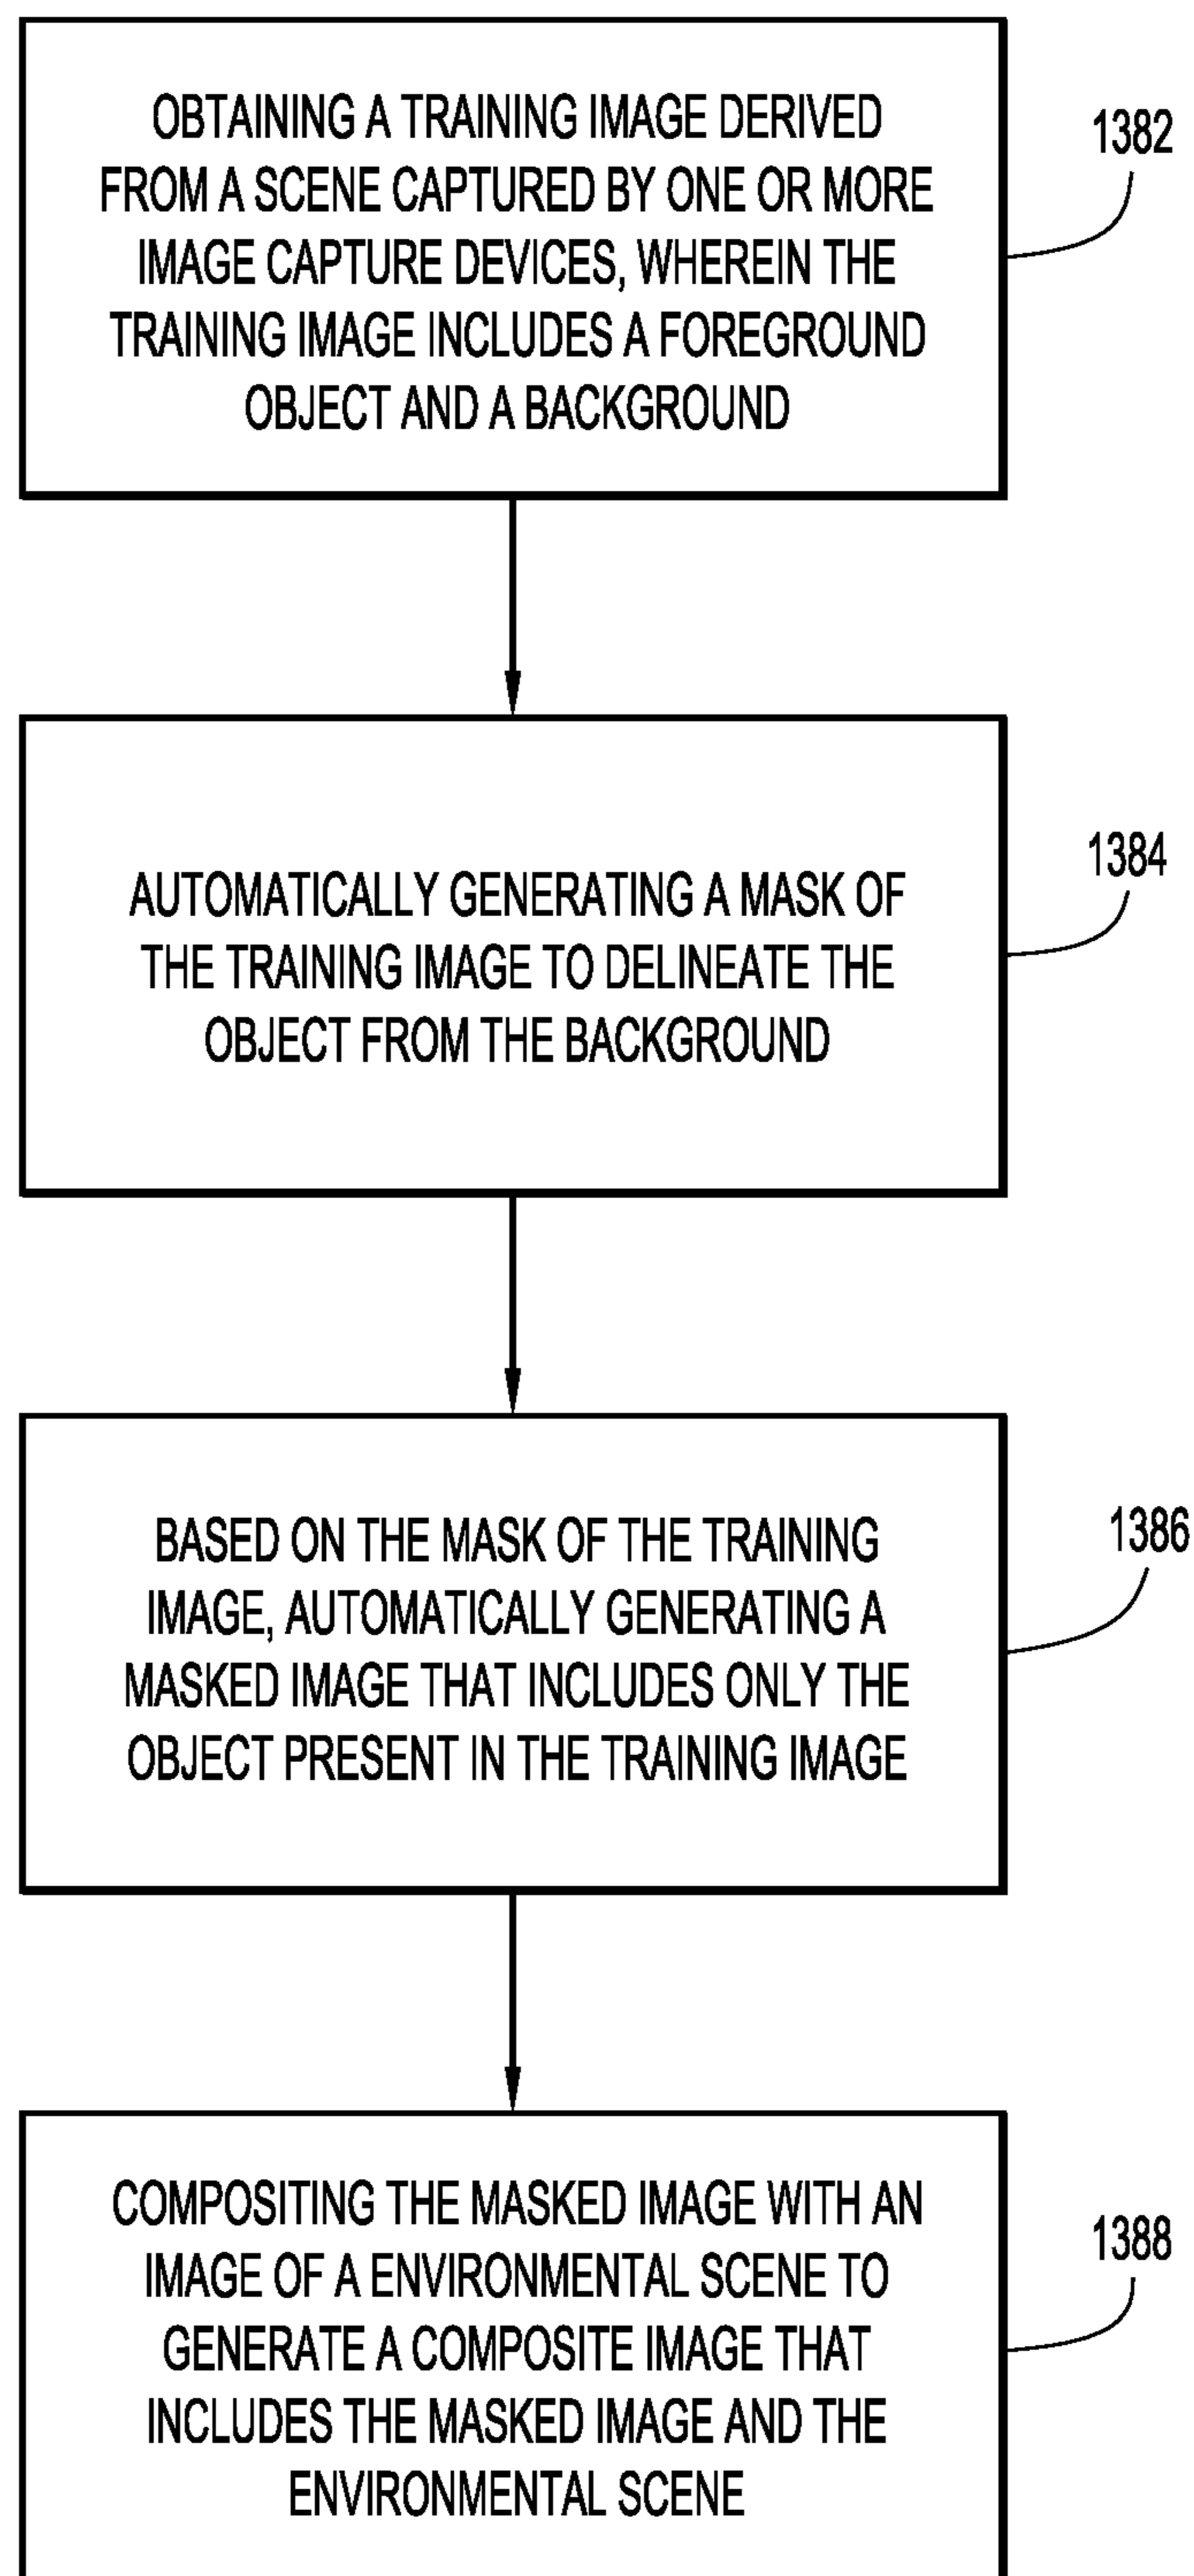 OBTAINING A TRAINING IMAGE DERIVED
FROM A SCENE CAPTURED BY ONE OR MORE
IMAGE CAPTURE DEVICES, WHEREIN THE
TRAINING IMAGE INCLUDES A FOREGROUND
OBJECT AND A BACKGROUND
1382
AUTOMATICALLY GENERATING A MASK OF
THE TRAINING IMAGE TO DELINEATE THE
OBJECT FROM THE BACKGROUND
1384
BASED ON THE MASK OF THE TRAINING
IMAGE, AUTOMATICALLY GENERATING A
MASKED IMAGE THAT INCLUDES ONLY THE
OBJECT PRESENT IN THE TRAINING IMAGE
1386
COMPOSITING THE MASKED IMAGE WITH AN
IMAGE OF A ENVIRONMENTAL SCENE TO
GENERATE A COMPOSITE IMAGE THAT
INCLUDES THE MASKED IMAGE AND THE
ENVIRONMENTAL SCENE
1388